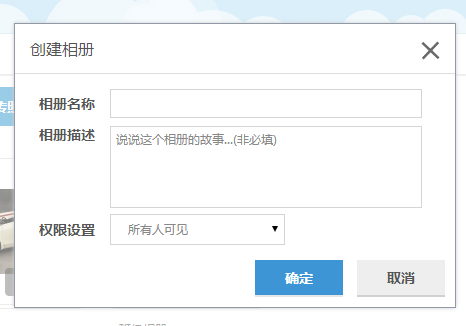 创建相册
相册名称
相册描述
说说这个相册的故事...(非必填)
权限设置
所有人可见
确定
取消